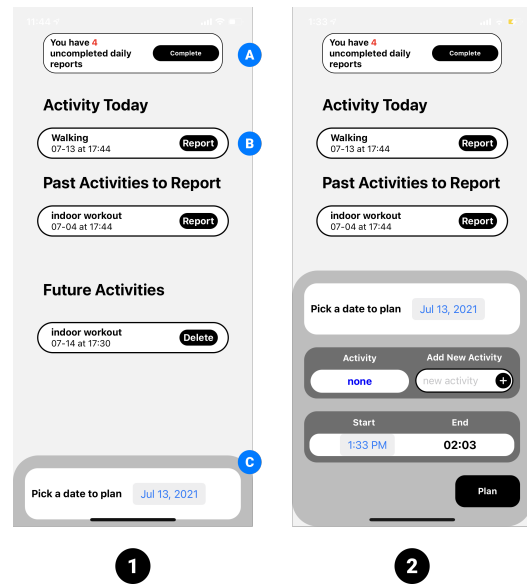 11:24
You have 4
uncompleted daily
reports
Complete
A
Activity Today
Walking
07-13 at 17:44
Report
B
Past Activities to Report
indoor workout
07-04 at 17:44
Report
Future Activities
indoor workout
07-14 at 17:30
Delete
C
Pick a date to plan
Jul 13, 2021
1
1:35
You have 4
uncompleted daily
reports
Complete
Activity Today
Walking
07-13 at 17:44
Report
Past Activities to Report
indoor workout
07-04 at 17:44
Report
Pick a date to plan
Jul 13, 2021
Activity
Add New Activity
none
new activity
Start
End
1:33 PM
02:03
Plan
2